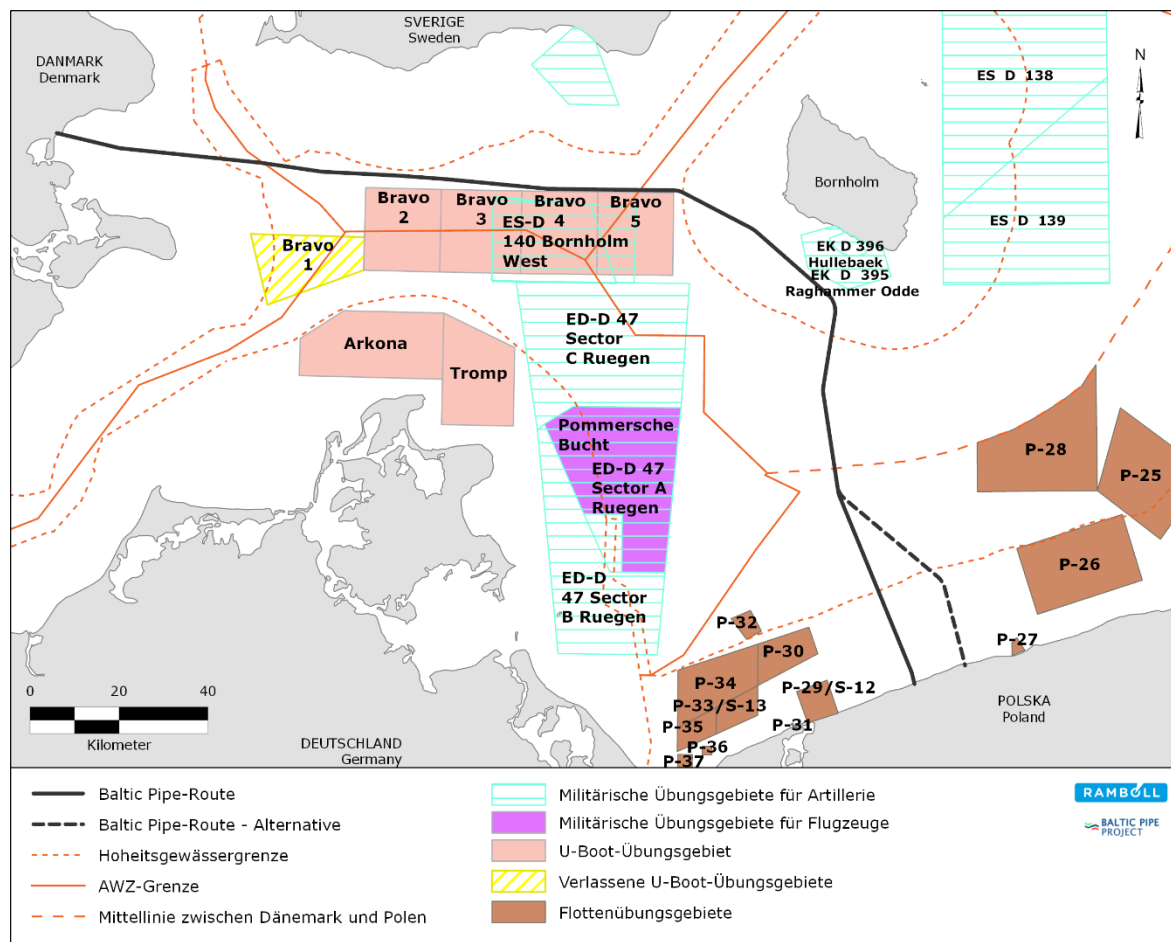 SVERIGE
Sweden
DANMARK
Denmark
N
ES D 138
Bornholm
ES D 139
Bravo
2
Bravo
3
Bravo
4
Bravo
5
ES-D
140 Bornholm
West
Bravo
1
EK D 396
Hullebaek
EK D 395
Raghammer Odde
ED-D 47
Sector
C Ruegen
Arkona
Tromp
Pommersche
Bucht
ED-D 47
Sector A
Ruegen
P-28
P-25
P-26
ED-D
47 Sector
B Ruegen
P-32
P-27
P-30
P-34
P-29/S-12
P-33/S-13
P-31
P-35
P-36
P-37
POLSKA
Poland
0 20 40
Kilometer
DEUTSCHLAND
Germany
Baltic Pipe-Route
Baltic Pipe-Route - Alternative
Hoheitsgewässergrenze
AWZ-Grenze
Mittellinie zwischen Dänemark und Polen
Militärische Übungsgebiete für Artillerie
Militärische Übungsgebiete für Flugzeuge
U-Boot-Übungsgebiet
Verlassene U-Boot-Übungsgebiete
Flottenübungsgebiete
RAMBOLL
BALTIC PIPE
PROJECT